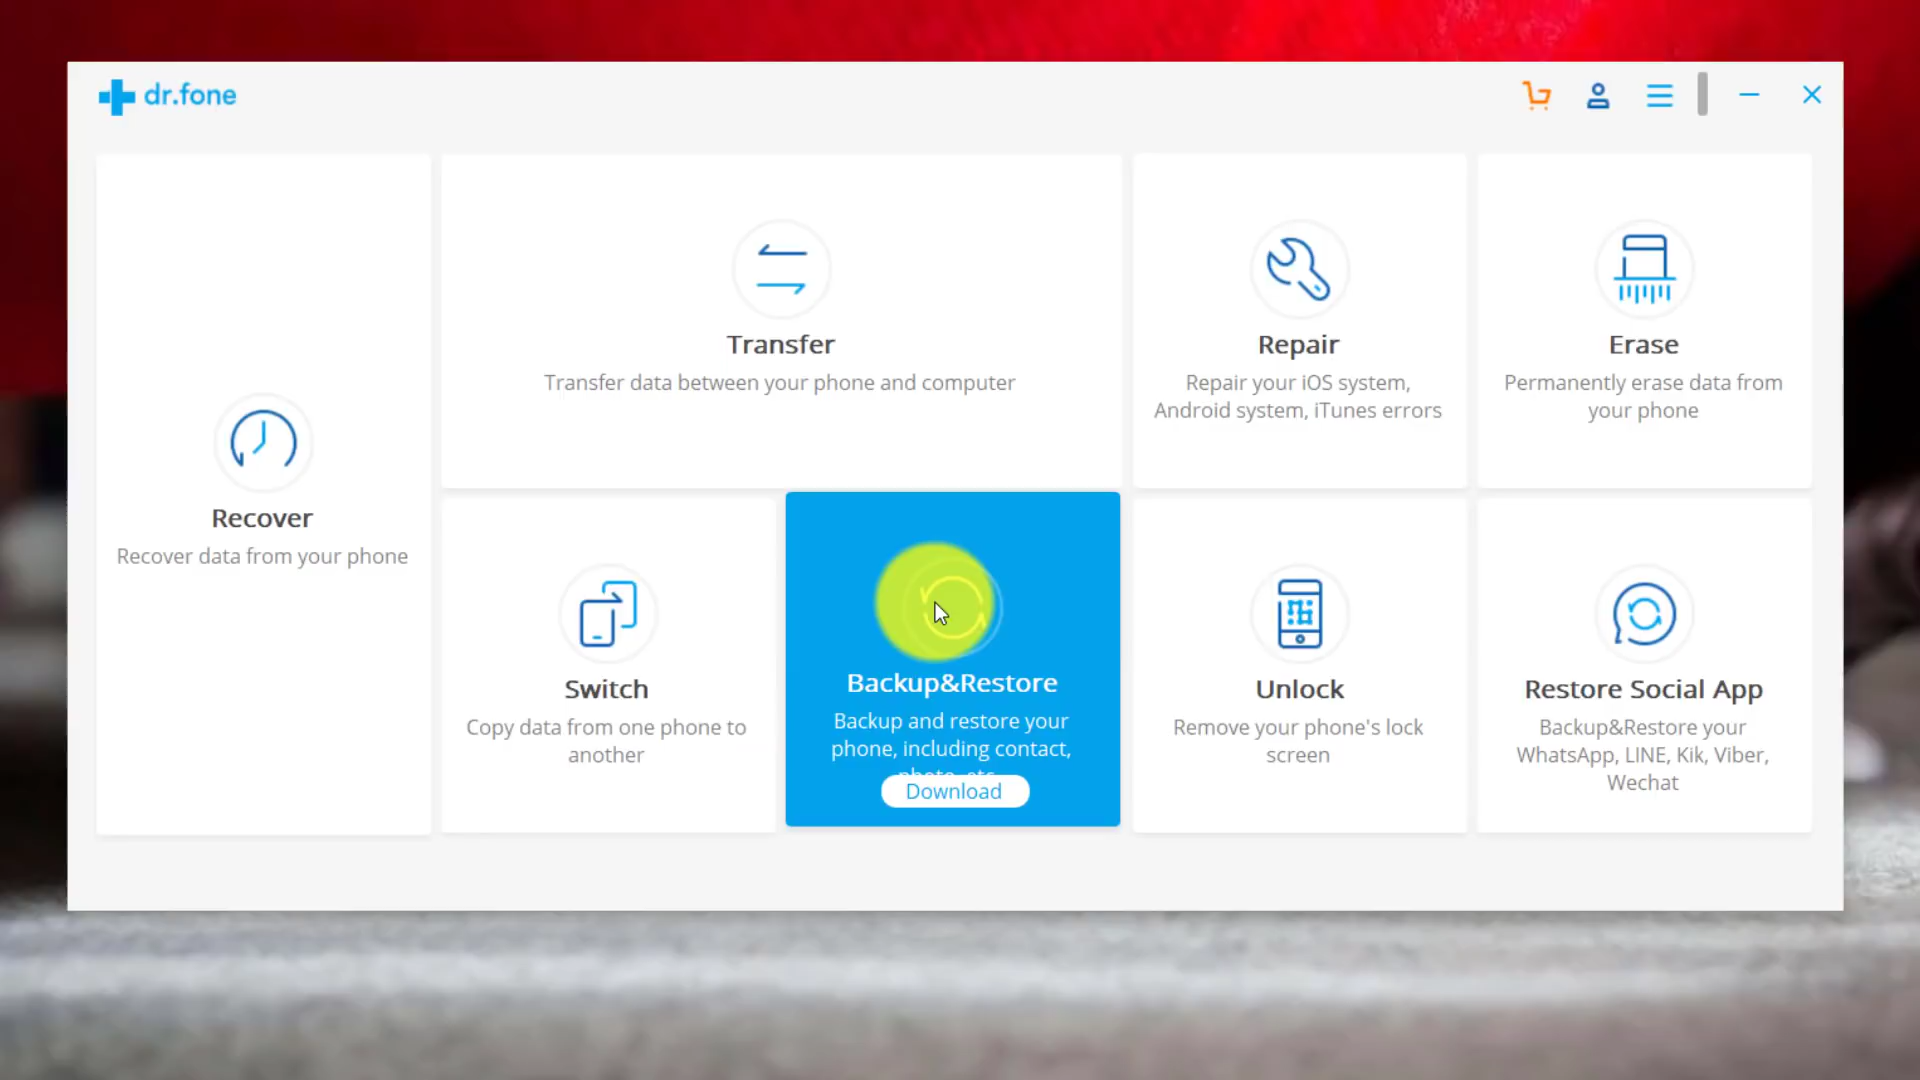 dr.fone
Recover
Recover data from your phone
Transfer
Transfer data between your phone and computer
Repair
Repair your iOS system,
Android system, iTunes errors
Erase
Permanently erase data from
your phone
Switch
Copy data from one phone to
another
Backup&Restore
Backup and restore your
phone, including contact,
photo, etc
Download
Unlock
Remove your phone's lock
screen
Restore Social App
Backup&Restore your
WhatsApp, LINE, Kik, Viber,
Wechat